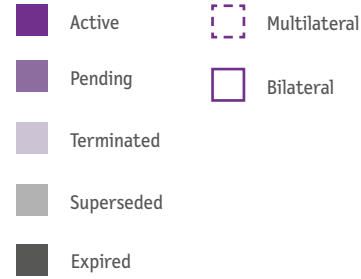 Active
Pending
Terminated
Superseded
Expired
Multilateral
Bilateral